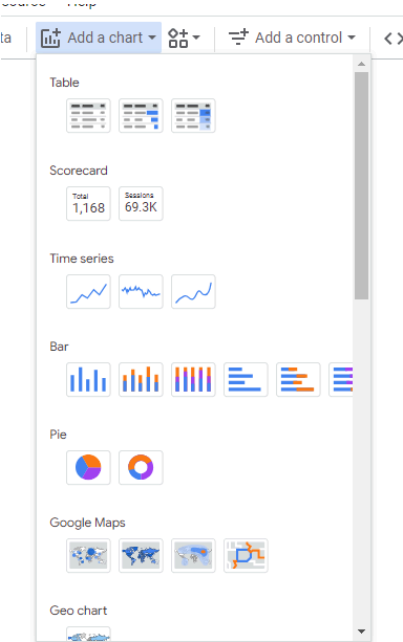 ta Add a chart Add a control
Table
Scorecard
Total
1,168
Sessions
69.3K
Time series
Bar
Pie
Google Maps
Geo chart